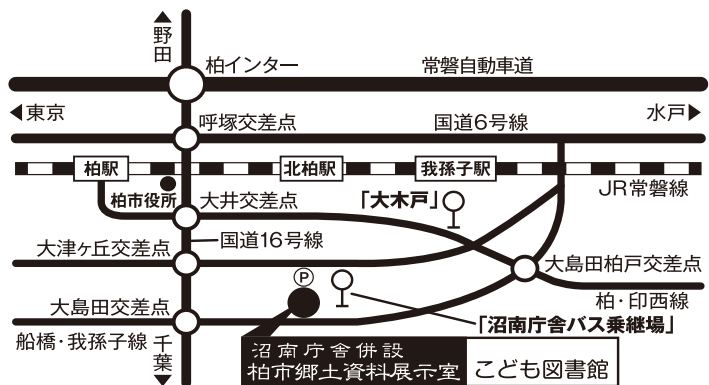 野田
柏インター
常磐自動車道
東京
水戸
呼塚交差点
国道6号線
柏駅
北柏駅
我孫子駅
JR常磐線
柏市役所
大井交差点
「大木戸」
国道16号線
大津ヶ丘交差点
大島田柏戸交差点
P
大島田交差点
柏・印西線
「沼南庁舎バス乗継場」
船橋・我孫子線
千葉
沼南庁舎併設
柏市郷土資料展示室
こども図書館